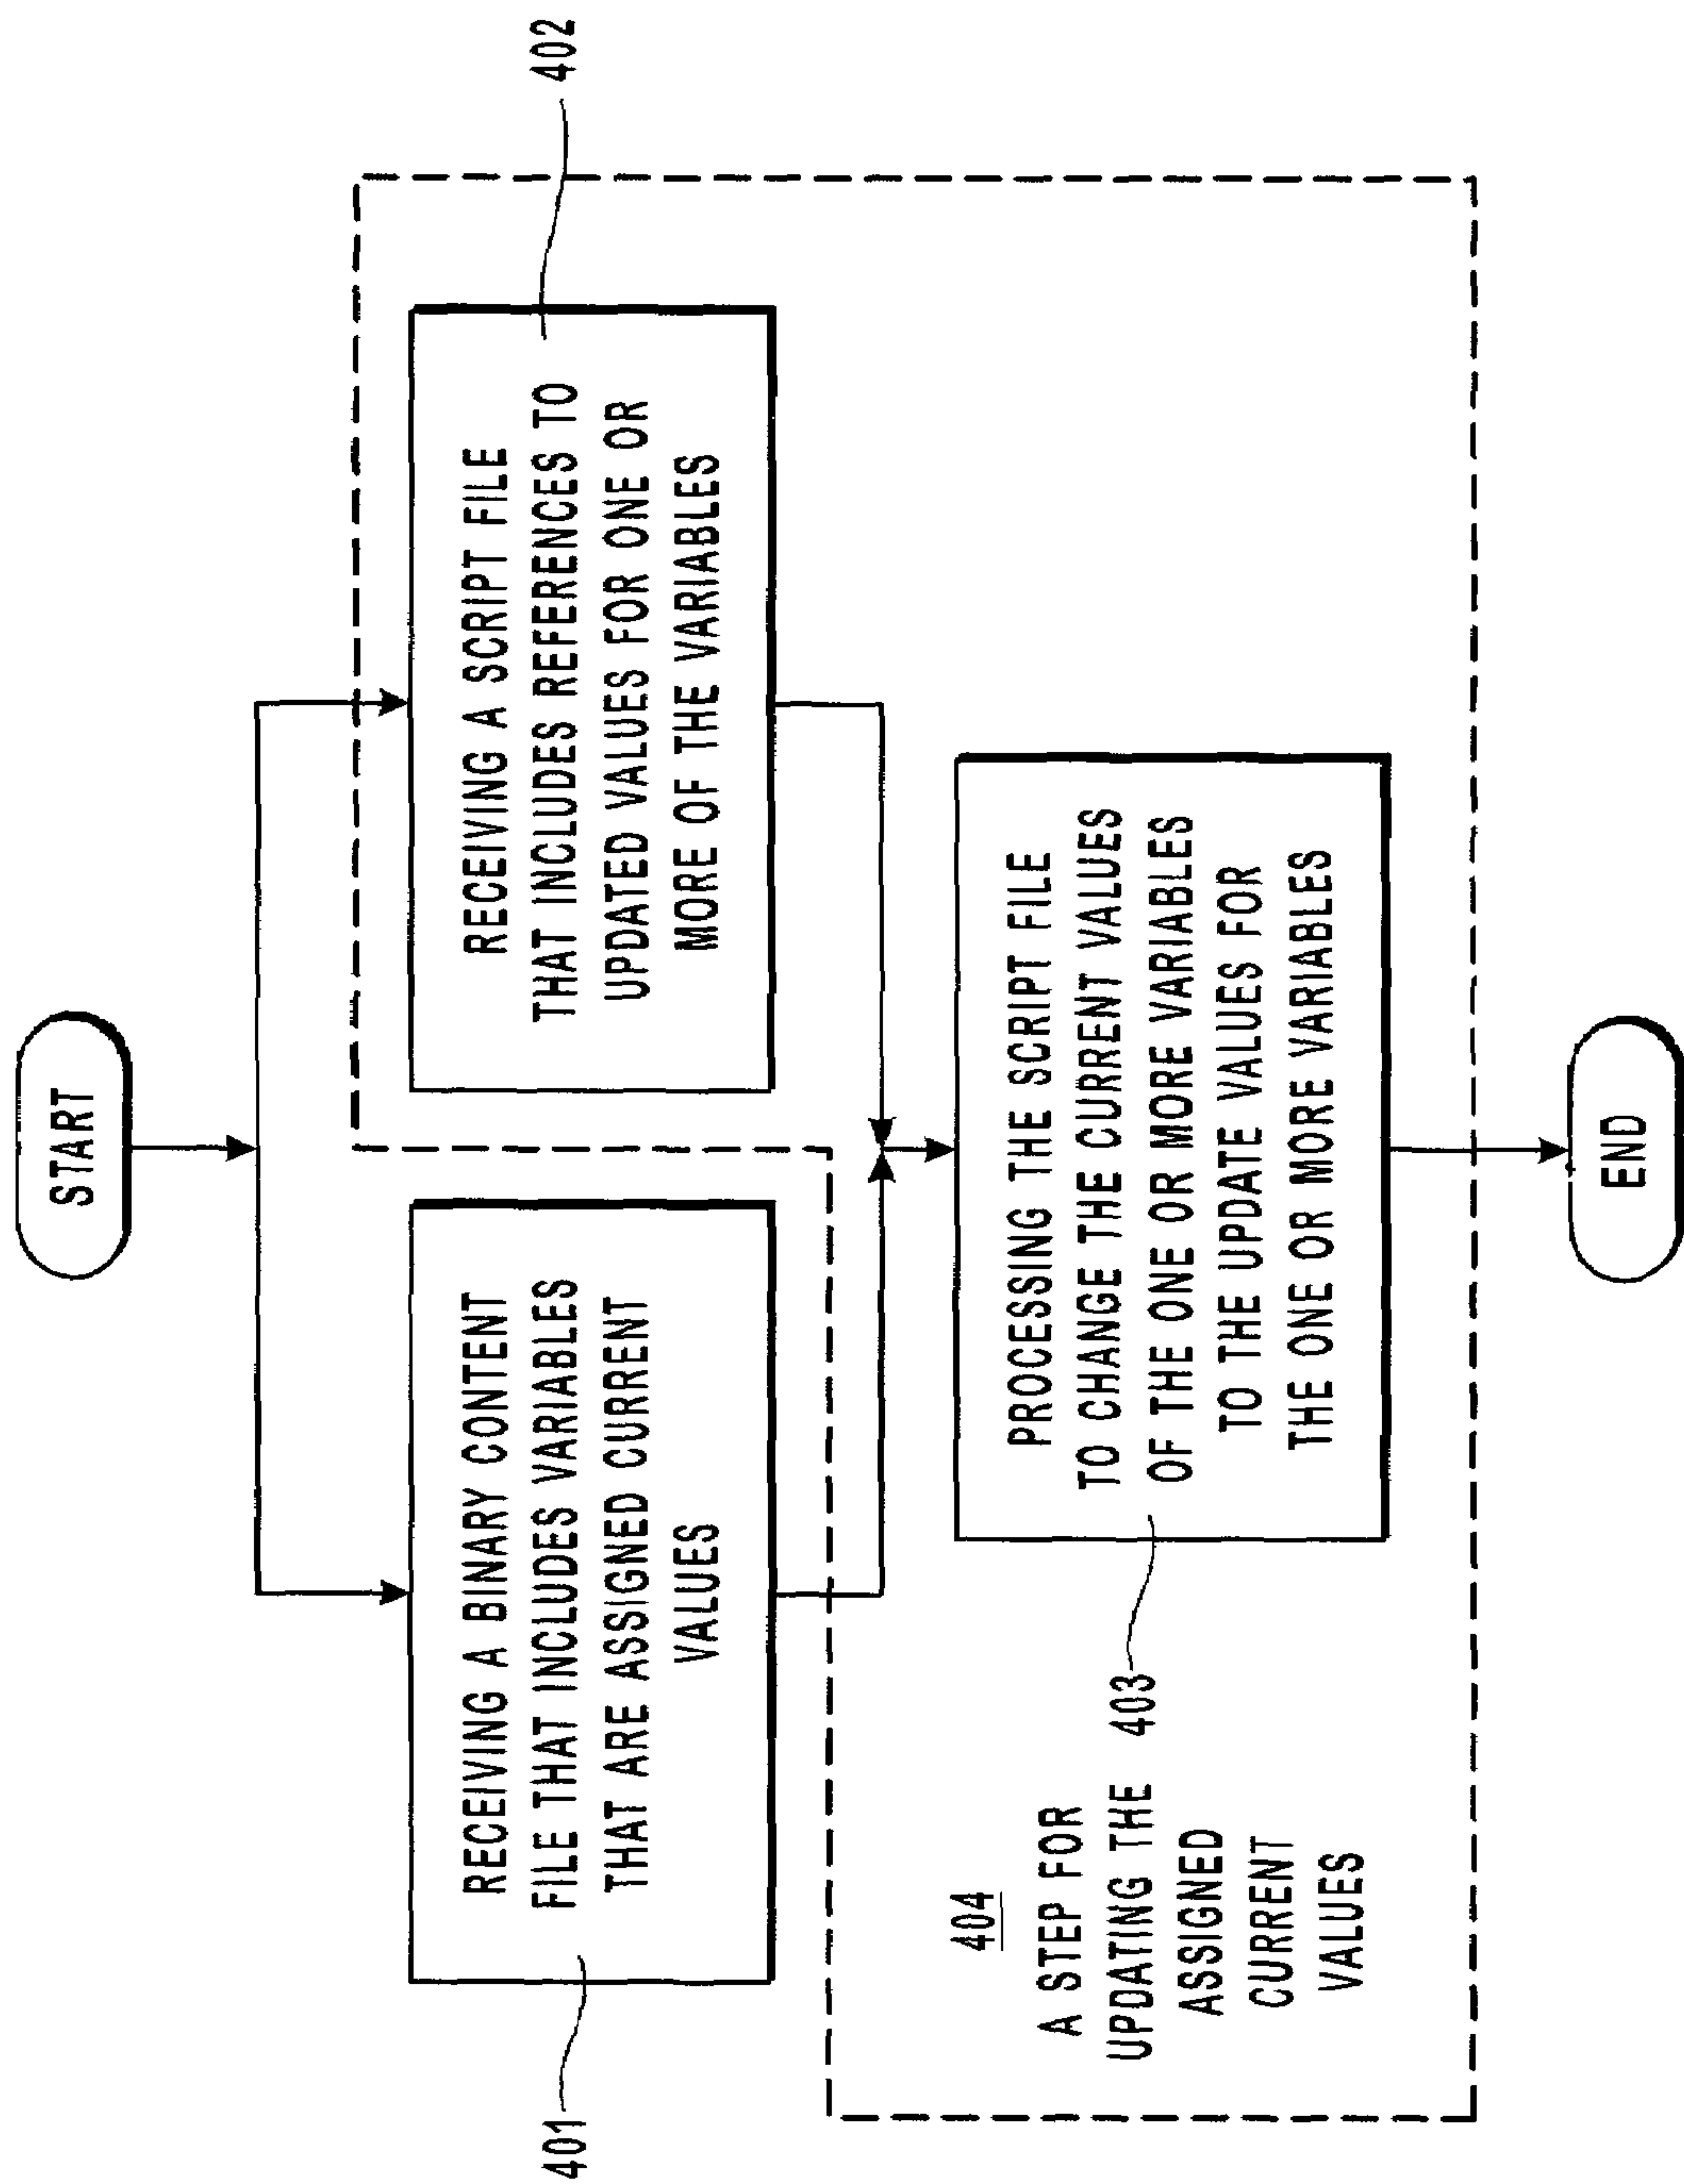 START
401
RECEIVING A BINARY CONTENT
FILE THAT INCLUDES VARIABLES
THAT ARE ASSIGNED CURRENT
VALUES
402
RECEIVING A SCRIPT FILE
THAT INCLUDES REFERENCES TO
UPDATED VALUES FOR ONE OR
MORE OF THE VARIABLES
404
A STEP FOR
UPDATING THE
ASSIGNED
CURRENT
VALUES
403
PROCESSING THE SCRIPT FILE
TO CHANGE THE CURRENT VALUES
OF THE ONE OR MORE VARIABLES
TO THE UPDATE VALUES FOR
THE ONE OR MORE VARIABLES
END